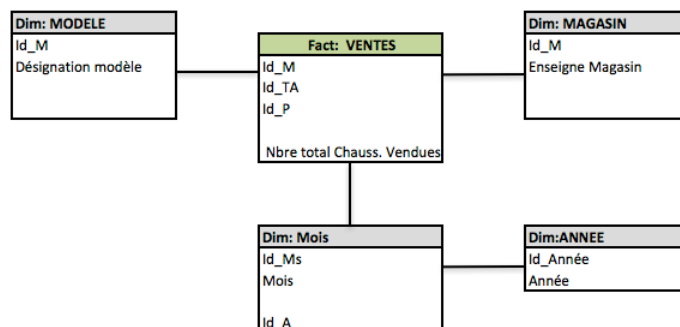 Dim: MODELE
Id_M
Désignation modèle
Fact: VENTES
Id_M
Id_TA
Id_P
Nbre total Chauss. Vendues
Dim: MAGASIN
Id_M
Enseigne Magasin
Dim: Mois
Id_Ms
Mois
Id_A
Dim:ANNEE
Id_Année
Année